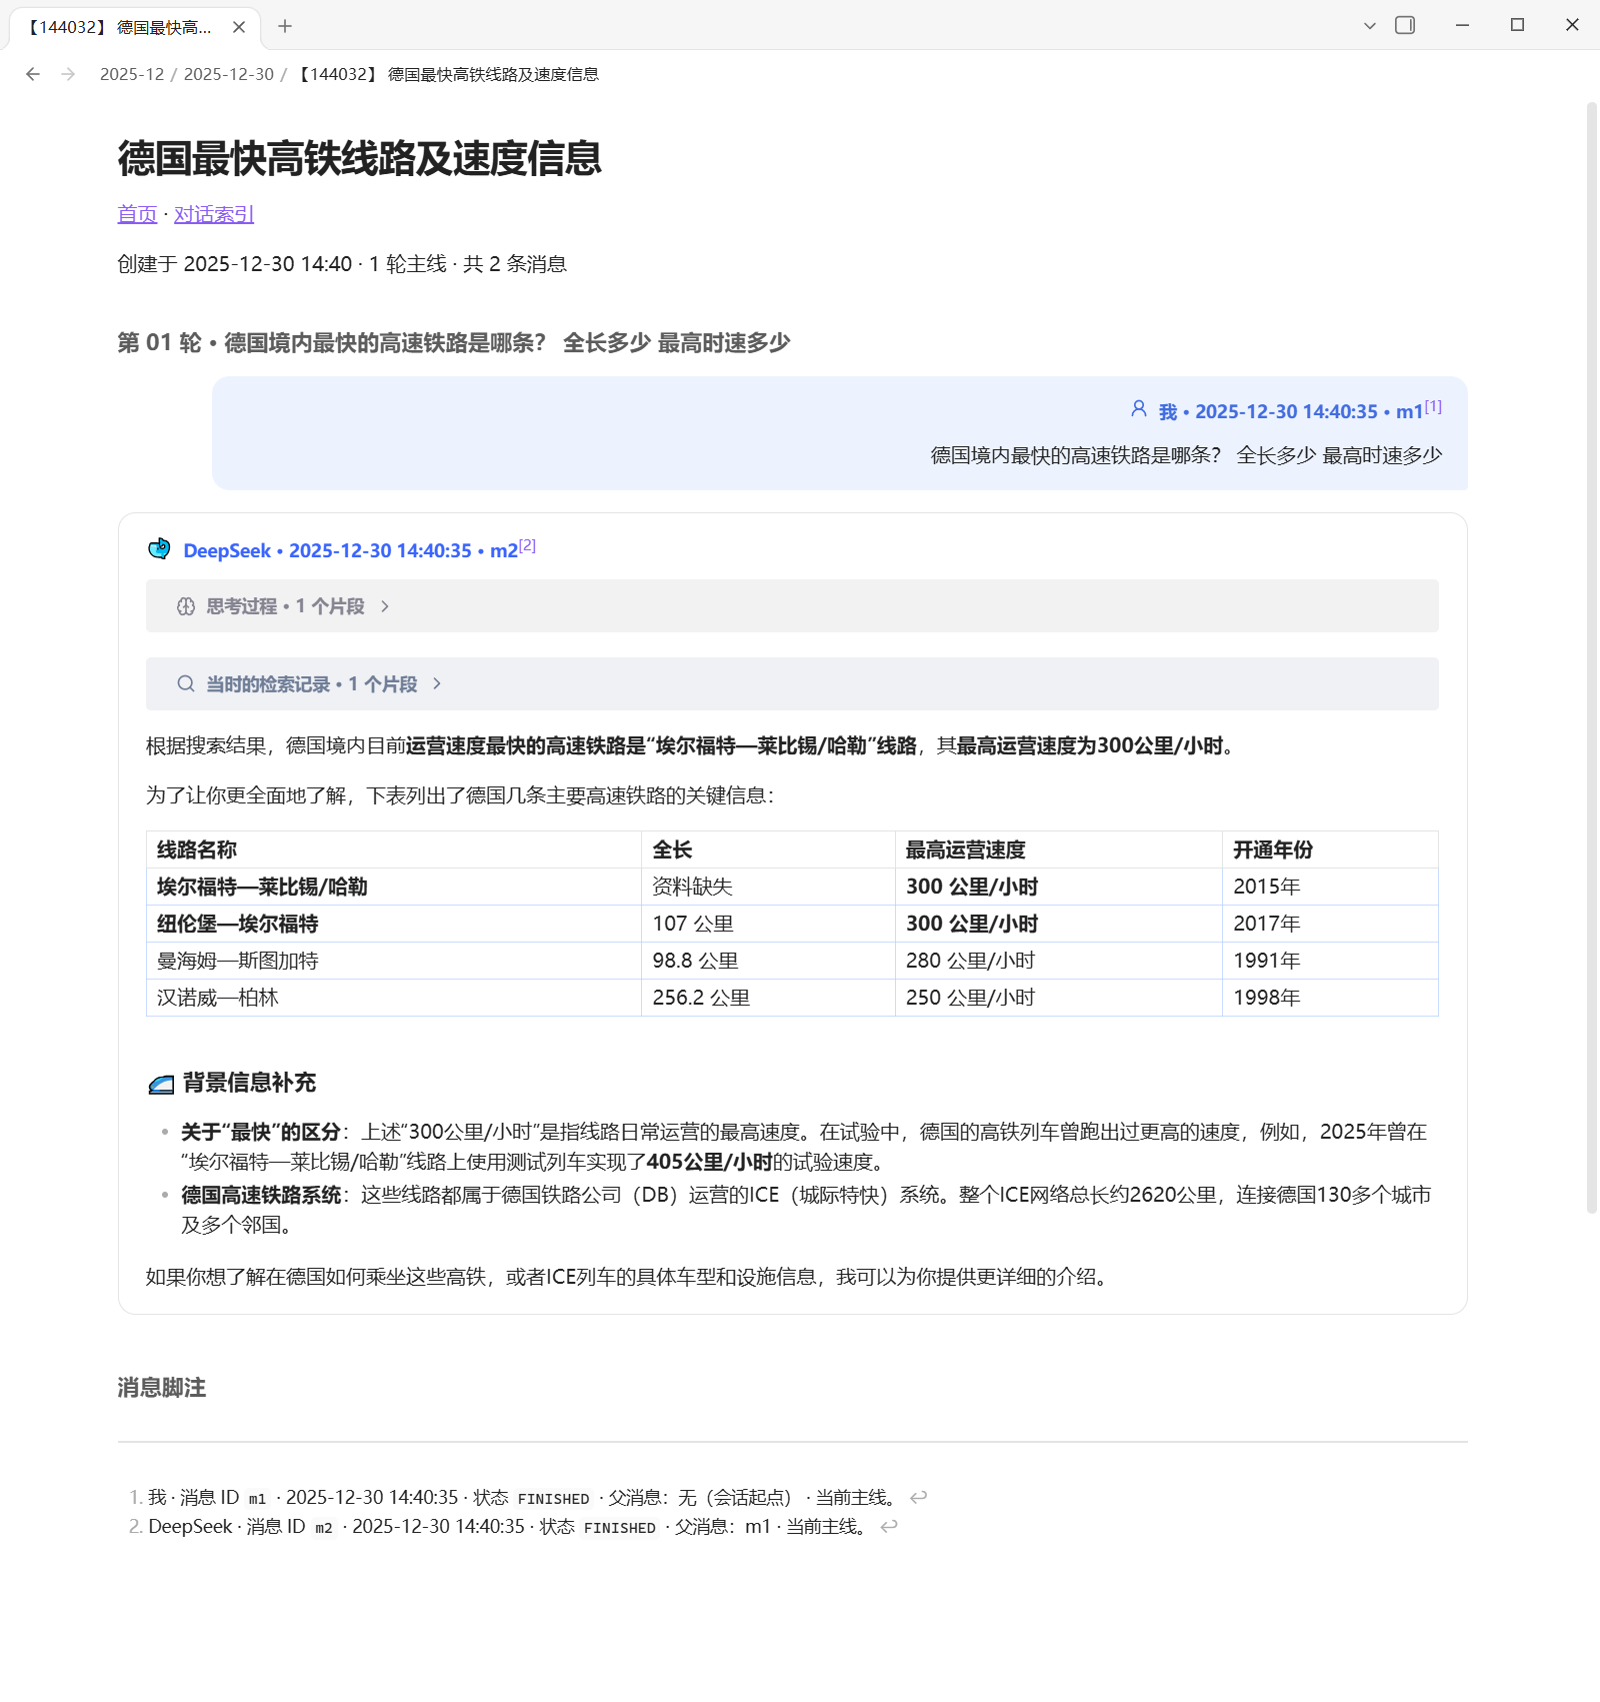 【144032】 德国最快高...
2025-12 / 2025-12-30 / 【144032】 德国最快高铁线路及速度信息
德国最快高铁线路及速度信息
首页 · 对话索引
创建于 2025-12-30 14:40 · 1 轮主线 · 共 2 条消息
第 01 轮 • 德国境内最快的高速铁路是哪条？ 全长多少 最高时速多少
我 • 2025-12-30 14:40:35 • m1[1]
德国境内最快的高速铁路是哪条？ 全长多少 最高时速多少
DeepSeek • 2025-12-30 14:40:35 • m2[2]
思考过程 • 1 个片段
当时的检索记录 • 1 个片段
根据搜索结果，德国境内目前运营速度最快的高速铁路是“埃尔福特—莱比锡/哈勒”线路，其最高运营速度为300公里/小时。
为了让你更全面地了解，下表列出了德国几条主要高速铁路的关键信息：
线路名称 全长 最高运营速度 开通年份
埃尔福特—莱比锡/哈勒 资料缺失 300 公里/小时 2015年
纽伦堡—埃尔福特 107 公里 300 公里/小时 2017年
曼海姆—斯图加特 98.8 公里 280 公里/小时 1991年
汉诺威—柏林 256.2 公里 250 公里/小时 1998年
背景信息补充
• 关于“最快”的区分：上述“300公里/小时”是指线路日常运营的最高速度。在试验中，德国的高铁列车曾跑出过更高的速度，例如，2025年曾在
“埃尔福特—莱比锡/哈勒”线路上使用测试列车实现了405公里/小时的试验速度。
• 德国高速铁路系统：这些线路都属于德国铁路公司（DB）运营的ICE（城际特快）系统。整个ICE网络总长约2620公里，连接德国130多个城市
及多个邻国。
如果你想了解在德国如何乘坐这些高铁，或者ICE列车的具体车型和设施信息，我可以为你提供更详细的介绍。
消息脚注
1. 我 · 消息 ID m1 · 2025-12-30 14:40:35 · 状态 FINISHED · 父消息：无（会话起点） · 当前主线。 ↩
2. DeepSeek · 消息 ID m2 · 2025-12-30 14:40:35 · 状态 FINISHED · 父消息：m1 · 当前主线。 ↩